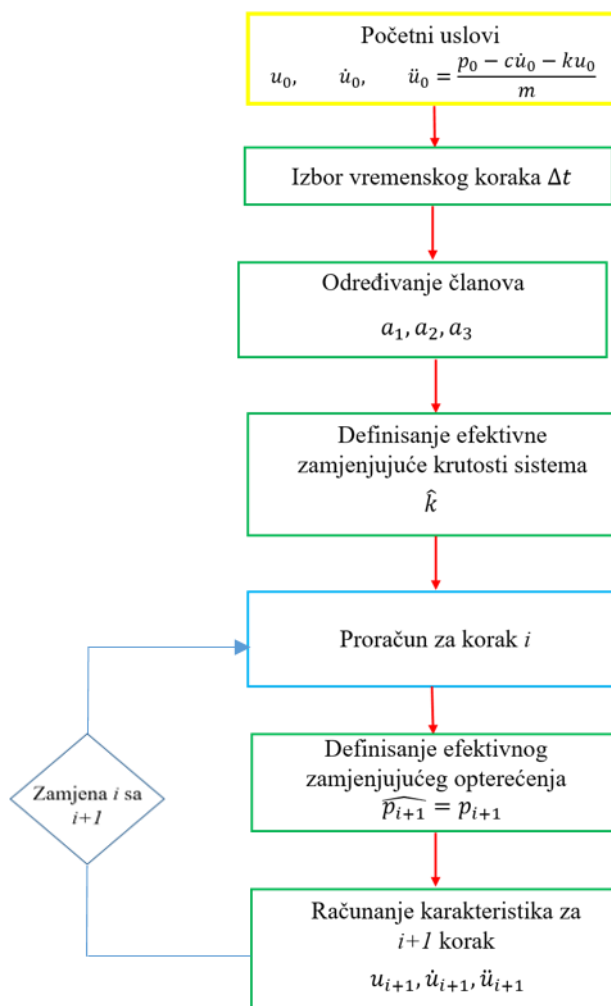 Početni uslovi
u₀, u̇₀, ü₀ = (p₀ − cu̇₀ − ku₀)/m
Izbor vremenskog koraka Δt
Određivanje članova
a₁, a₂, a₃
Definisanje efektivne
zamjenjujuće krutosti sistema
k̂
Proračun za korak i
Definisanje efektivnog
zamjenjujućeg opterećenja
p̂ᵢ₊₁ = pᵢ₊₁
Zamjena i sa
i+1
Računanje karakteristika za
i+1 korak
uᵢ₊₁, u̇ᵢ₊₁, üᵢ₊₁